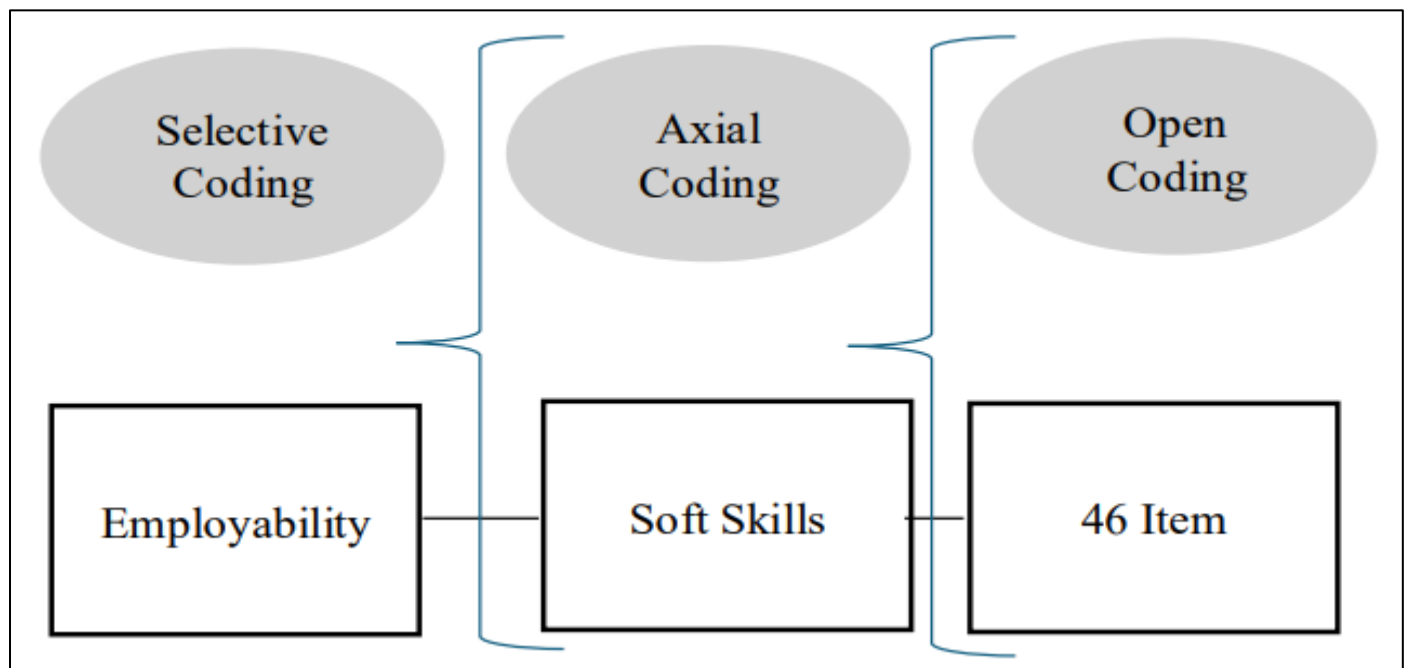 Selective
Coding
Axial
Coding
Open
Coding
Employability
Soft Skills
46 Item